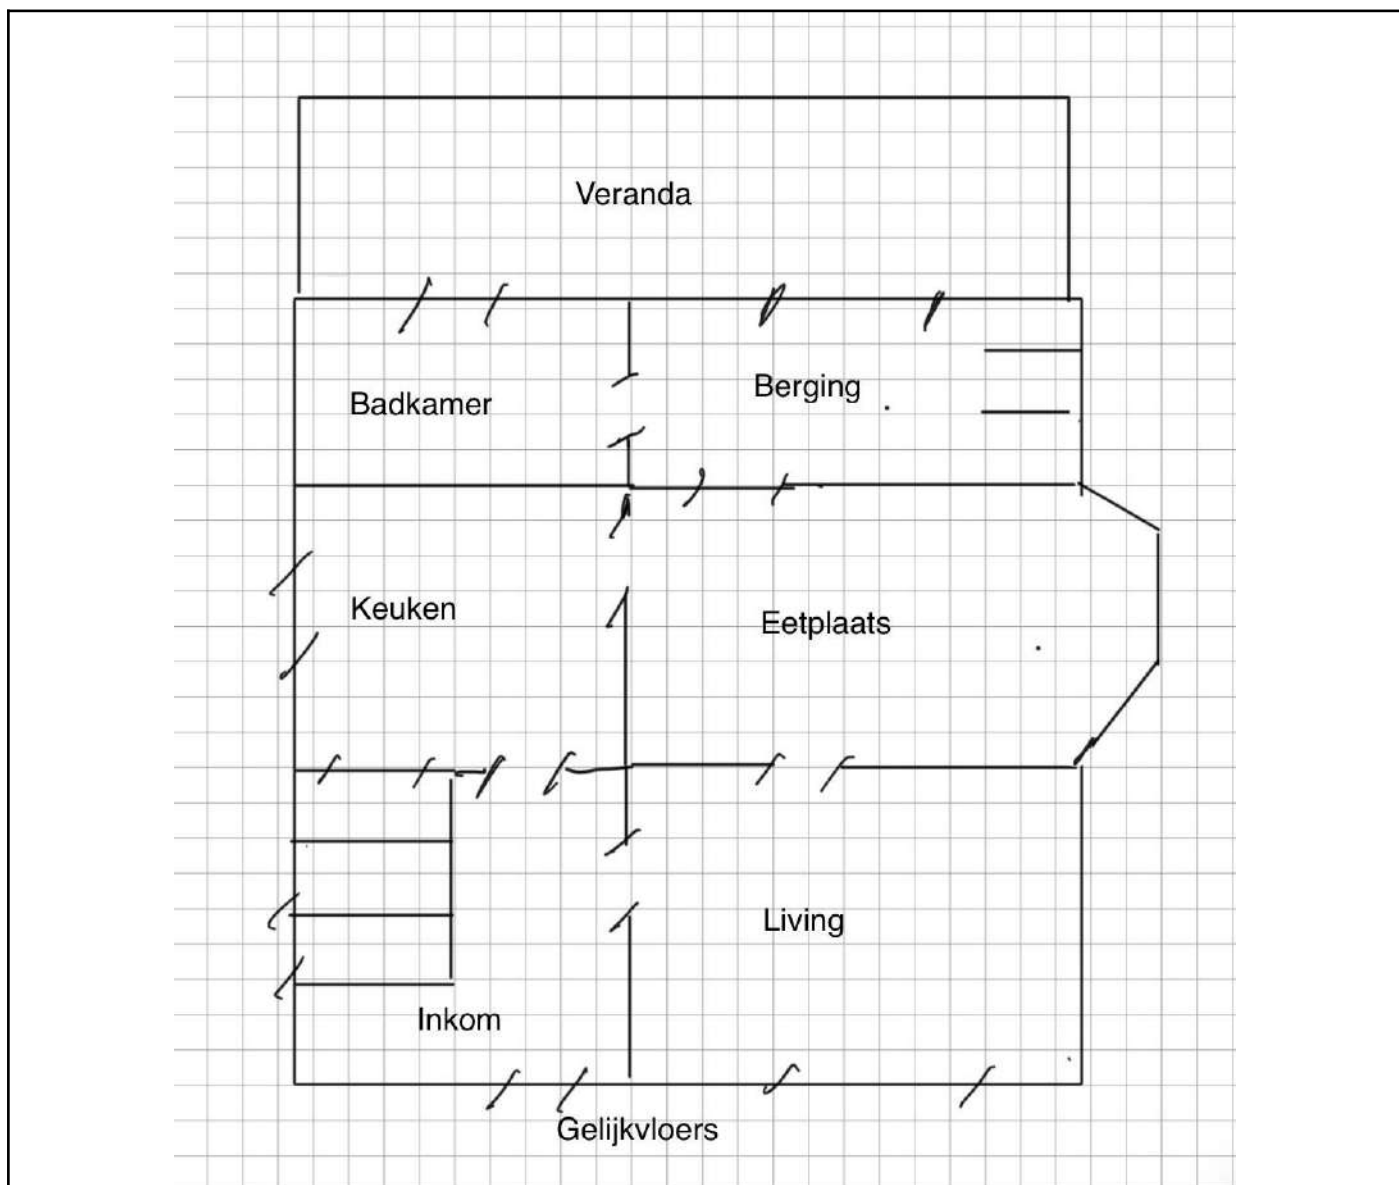 Veranda
Badkamer
Berging
Keuken
Eetplaats
Living
Inkom
Gelijkvloers